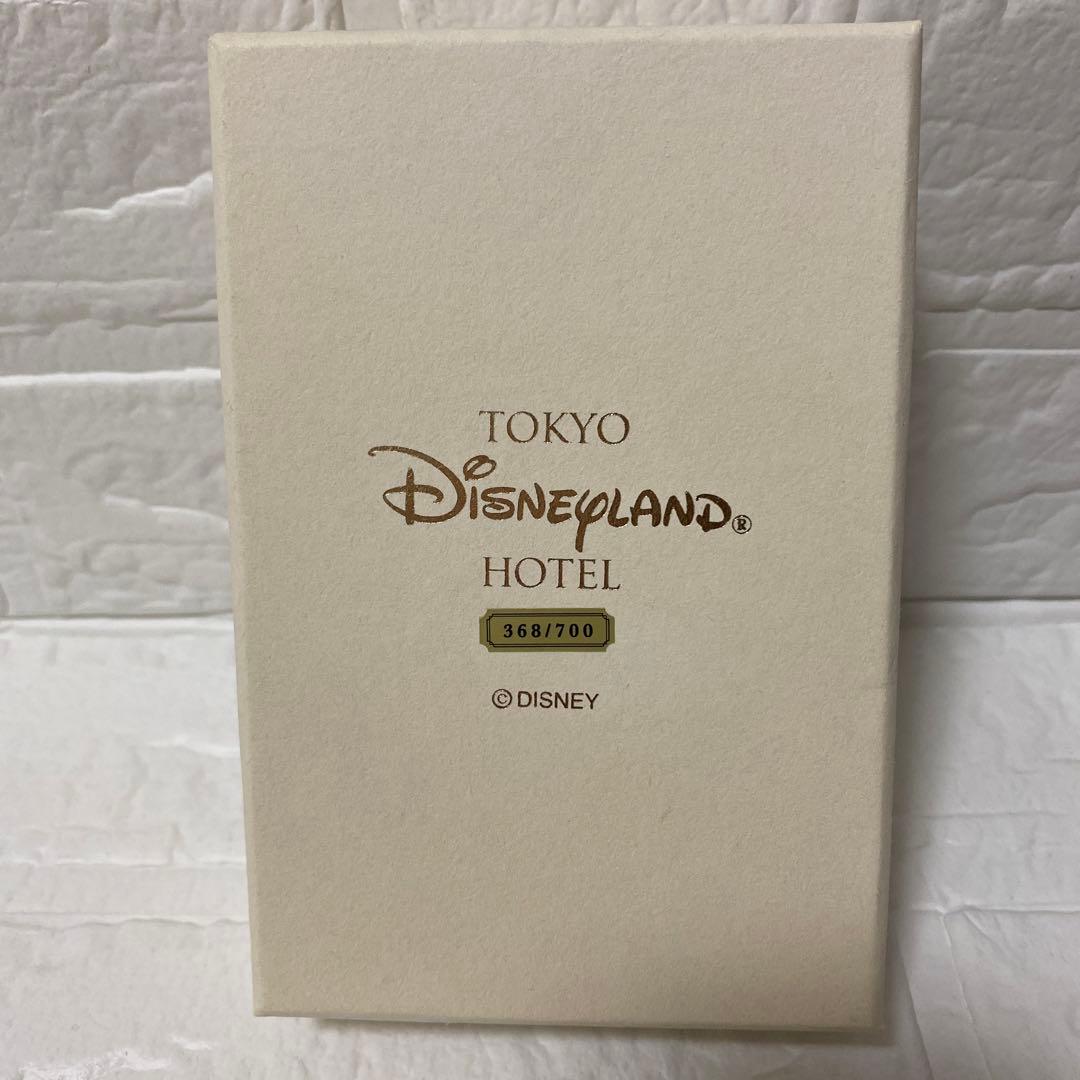 TOKYO
DISNEYLAND®
HOTEL
368/700
© DISNEY